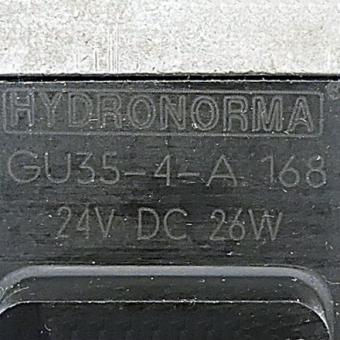 HYDRONORMA
GU35-4-A 168
24V DC 26W